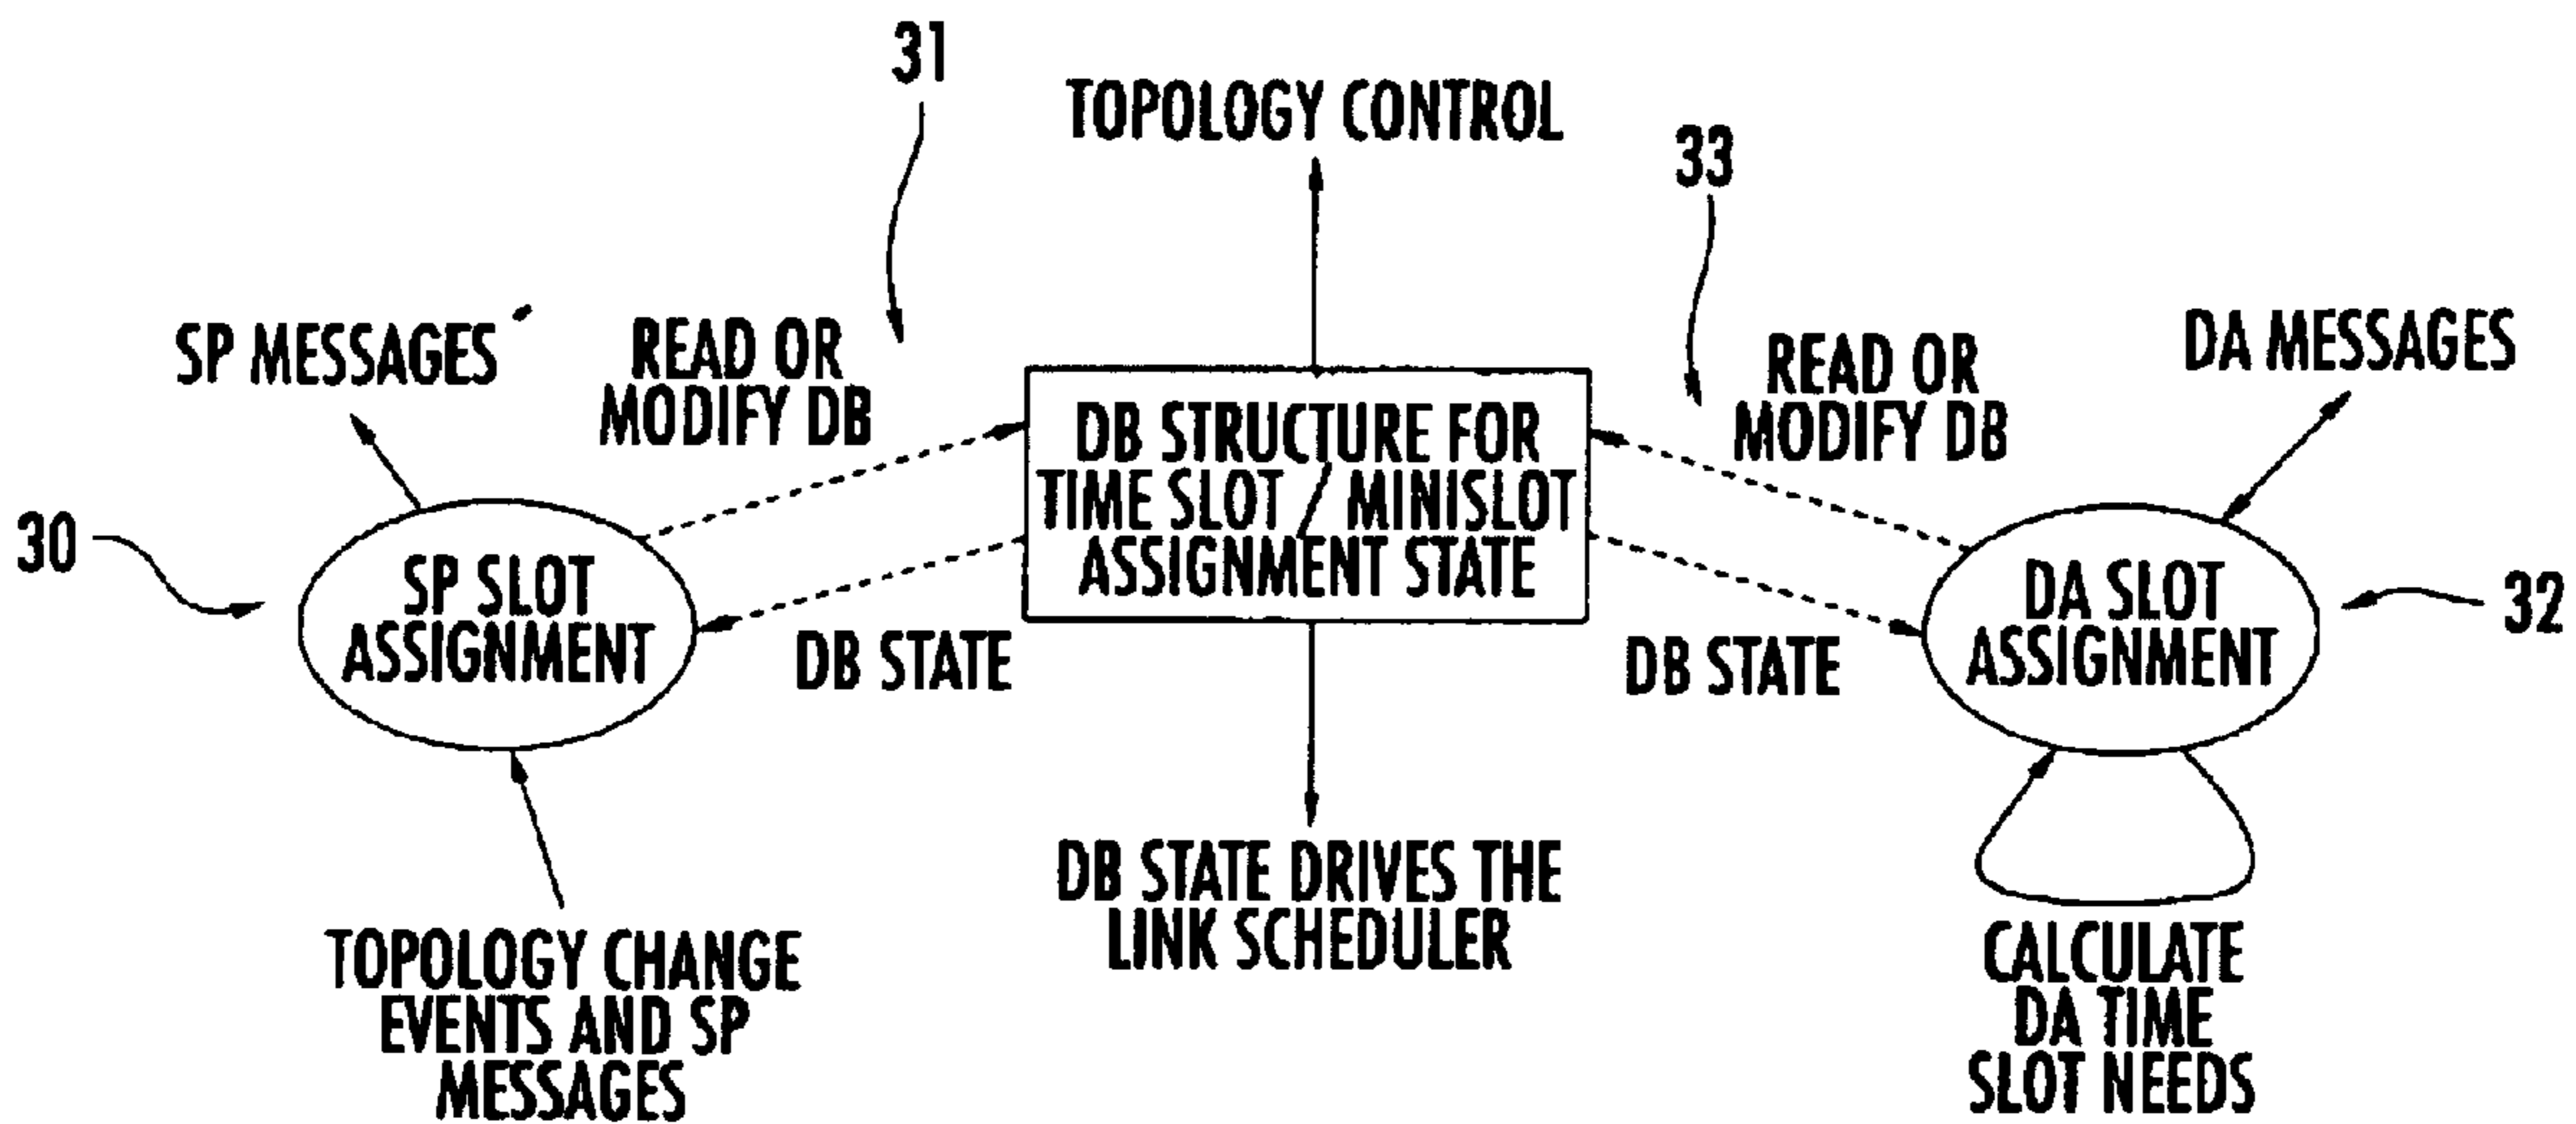 31
TOPOLOGY CONTROL
33
SP MESSAGES
READ OR
MODIFY DB
READ OR
MODIFY DB
DA MESSAGES
DB STRUCTURE FOR
TIME SLOT / MINISLOT
ASSIGNMENT STATE
30
SP SLOT
ASSIGNMENT
DA SLOT
ASSIGNMENT
32
DB STATE
DB STATE
DB STATE DRIVES THE
LINK SCHEDULER
TOPOLOGY CHANGE
EVENTS AND SP
MESSAGES
CALCULATE
DA TIME
SLOT NEEDS